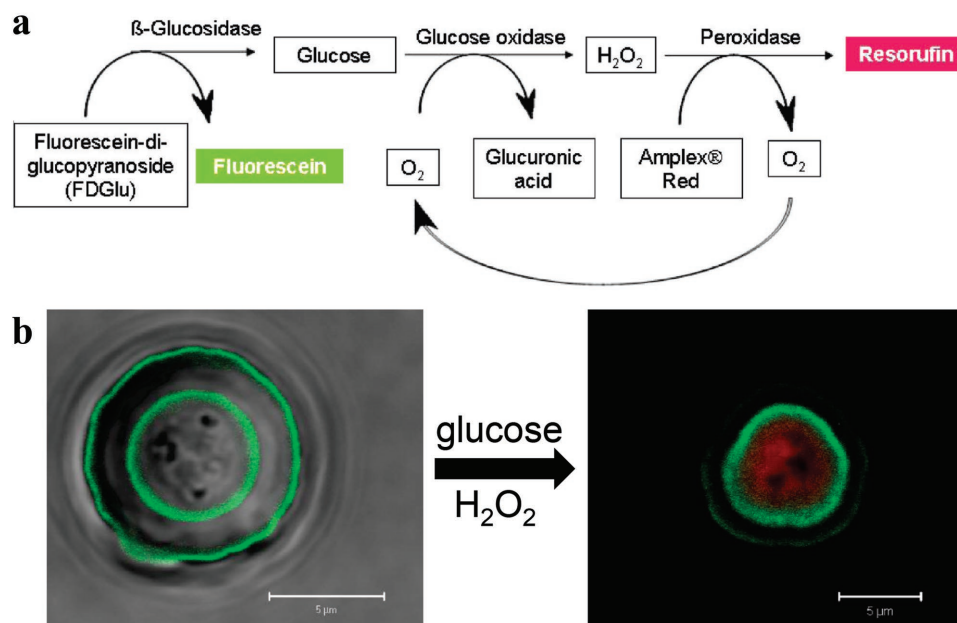 a
ß-Glucosidase
Glucose
Glucose oxidase
H₂O₂
Peroxidase
Resorufin
Fluorescein-di-
glucopyranoside
(FDGlu)
Fluorescein
O₂
Glucuronic
acid
Amplex®
Red
O₂
b
glucose
H₂O₂
5 µm
5 µm